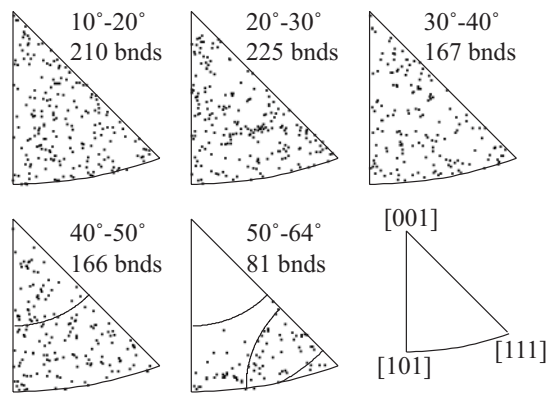 10˚-20˚
210 bnds
20˚-30˚
225 bnds
30˚-40˚
167 bnds
40˚-50˚
166 bnds
50˚-64˚
81 bnds
[001]
[101]
[111]